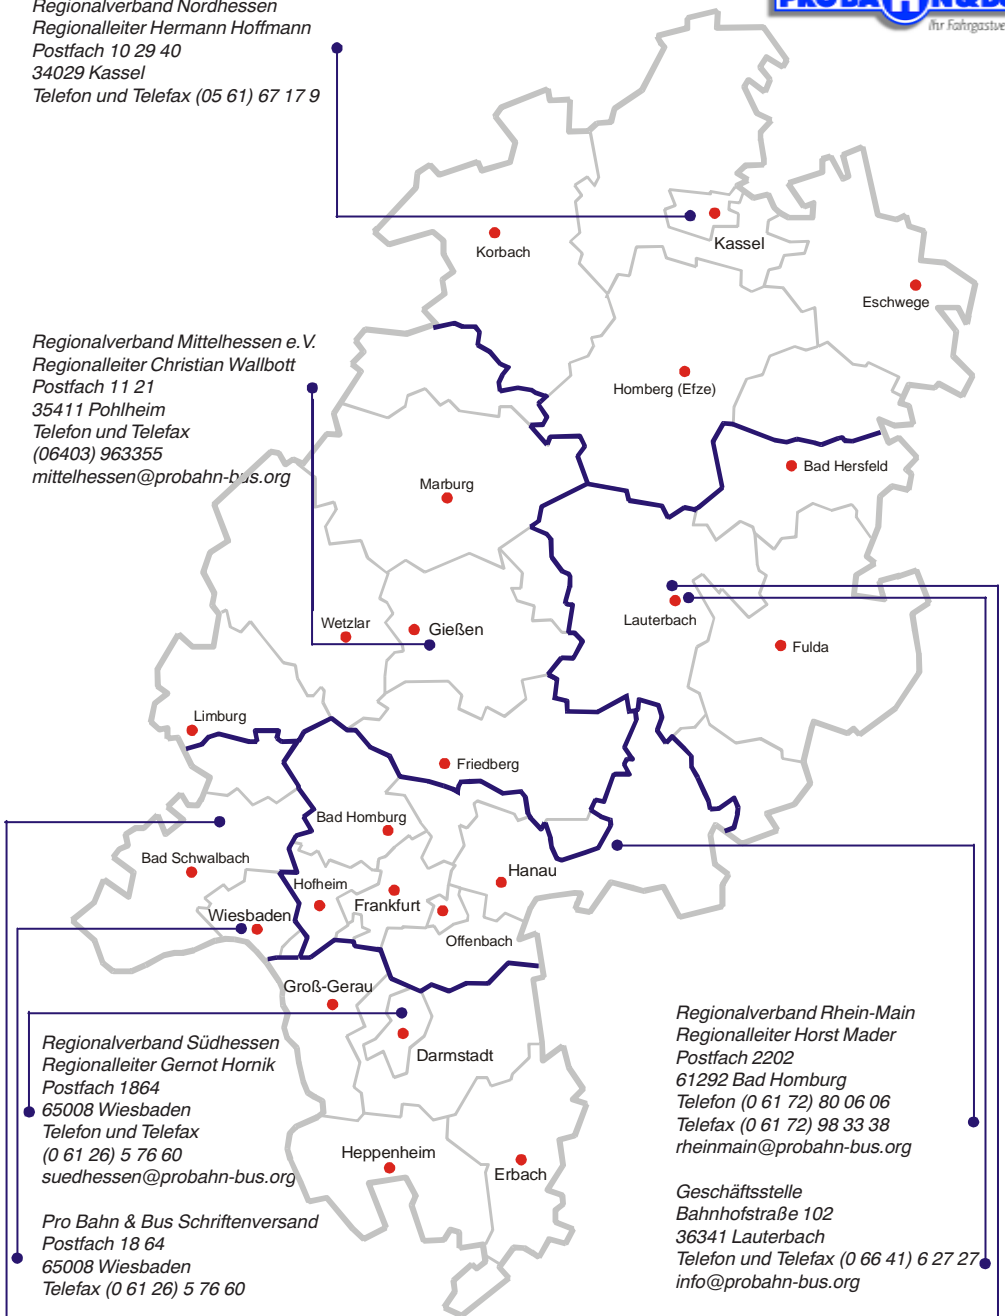 Regionalverband Nordhessen
Regionalleiter Hermann Hoffmann
Postfach 10 29 40
34029 Kassel
Telefon und Telefax (05 61) 67 17 9
Ihr Fahrgastve
Kassel
Korbach
Eschwege
Regionalverband Mittelhessen e.V.
Regionalleiter Christian Wallbott
Postfach 11 21
35411 Pohlheim
Telefon und Telefax
(06403) 963355
mittelhessen@probahn-bus.org
Homberg (Efze)
Bad Hersfeld
Marburg
Wetzlar
Gießen
Lauterbach
Fulda
Limburg
Friedberg
Bad Homburg
Bad Schwalbach
Hofheim
Hanau
Frankfurt
Wiesbaden
Offenbach
Groß-Gerau
Darmstadt
Heppenheim
Erbach
Regionalverband Südhessen
Regionalleiter Gernot Hornik
Postfach 1864
65008 Wiesbaden
Telefon und Telefax
(0 61 26) 5 76 60
suedhessen@probahn-bus.org
Pro Bahn & Bus Schriftenversand
Postfach 18 64
65008 Wiesbaden
Telefax (0 61 26) 5 76 60
Regionalverband Rhein-Main
Regionalleiter Horst Mader
Postfach 2202
61292 Bad Homburg
Telefon (0 61 72) 80 06 06
Telefax (0 61 72) 98 33 38
rheinmain@probahn-bus.org
Geschäftsstelle
Bahnhofstraße 102
36341 Lauterbach
Telefon und Telefax (0 66 41) 6 27 27
info@probahn-bus.org